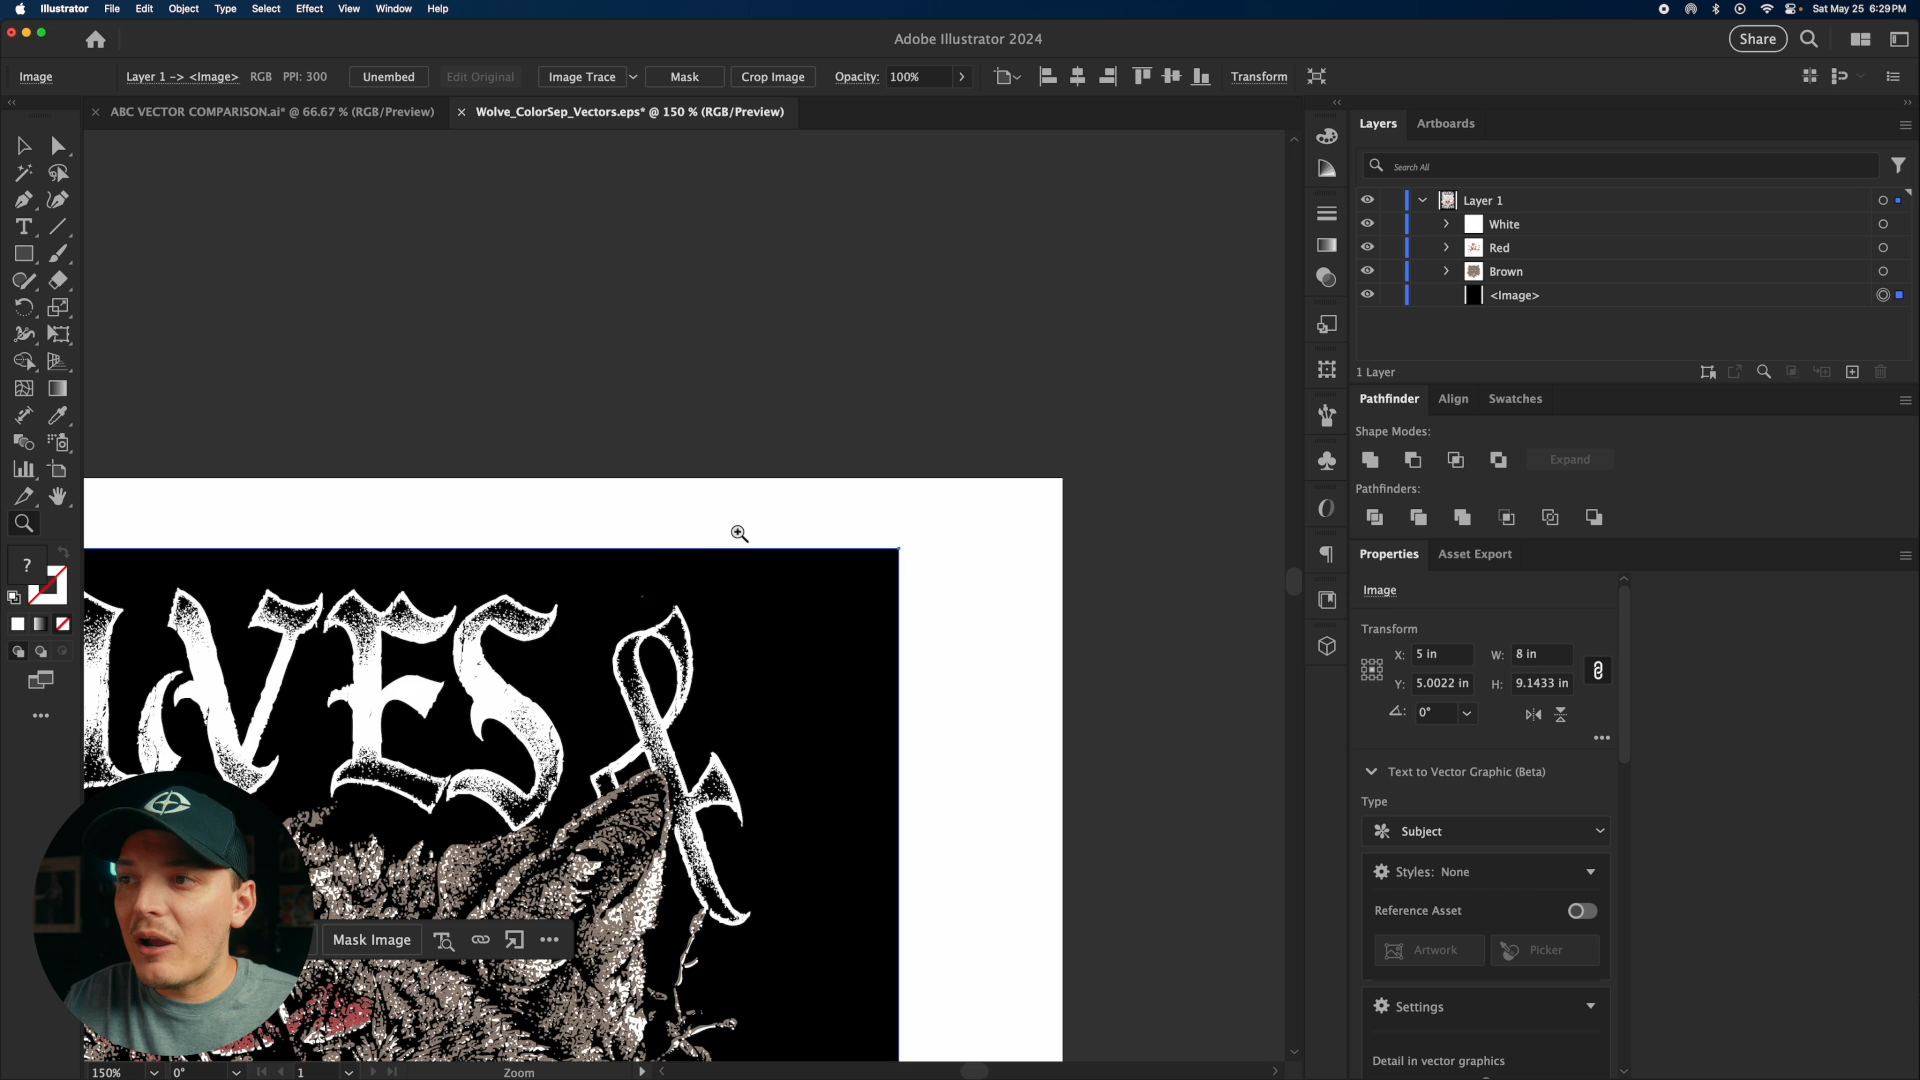 Illustrator File Edit Object Type Select Effect View Window Help
Sat May 25 6:29 PM
Adobe Illustrator 2024
Share
Image
Layer 1 -> <Image> RGB PPI: 300 Unembed Edit Original Image Trace Mask Crop Image Opacity: 100% Transform
ABC VECTOR COMPARISON.ai* @ 66.67 % (RGB/Preview)
Wolve_ColorSep_Vectors.eps* @ 150 % (RGB/Preview)
Layers Artboards
Search All
Layer 1
White
Red
Brown
<Image>
1 Layer
Pathfinder Align Swatches
Shape Modes:
Expand
Pathfinders:
Properties Asset Export
Image
Transform
X: 5 in W: 8 in
Y: 5.0022 in H: 9.1433 in
0°
Text to Vector Graphic (Beta)
Type
Subject
Styles: None
Reference Asset
Artwork Picker
Settings
Detail in vector graphics
LVES &
Mask Image
?
150% 0° 1 Zoom